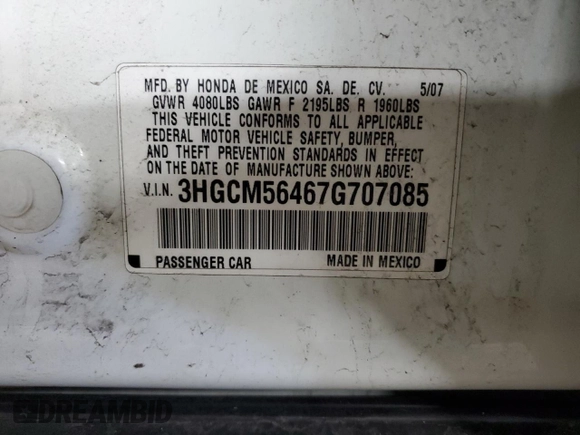 MFD. BY HONDA DE MEXICO SA. DE. CV. 5/07
GVWR 4080LBS GAWR F 2195LBS R 1960LBS
THIS VEHICLE CONFORMS TO ALL APPLICABLE
FEDERAL MOTOR VEHICLE SAFETY, BUMPER,
AND THEFT PREVENTION STANDARDS IN EFFECT
ON THE DATE OF MANUFACTURE SHOWN ABOVE.
V.I.N. 3HGCM56467G707085
PASSENGER CAR MADE IN MEXICO
DREAMBID